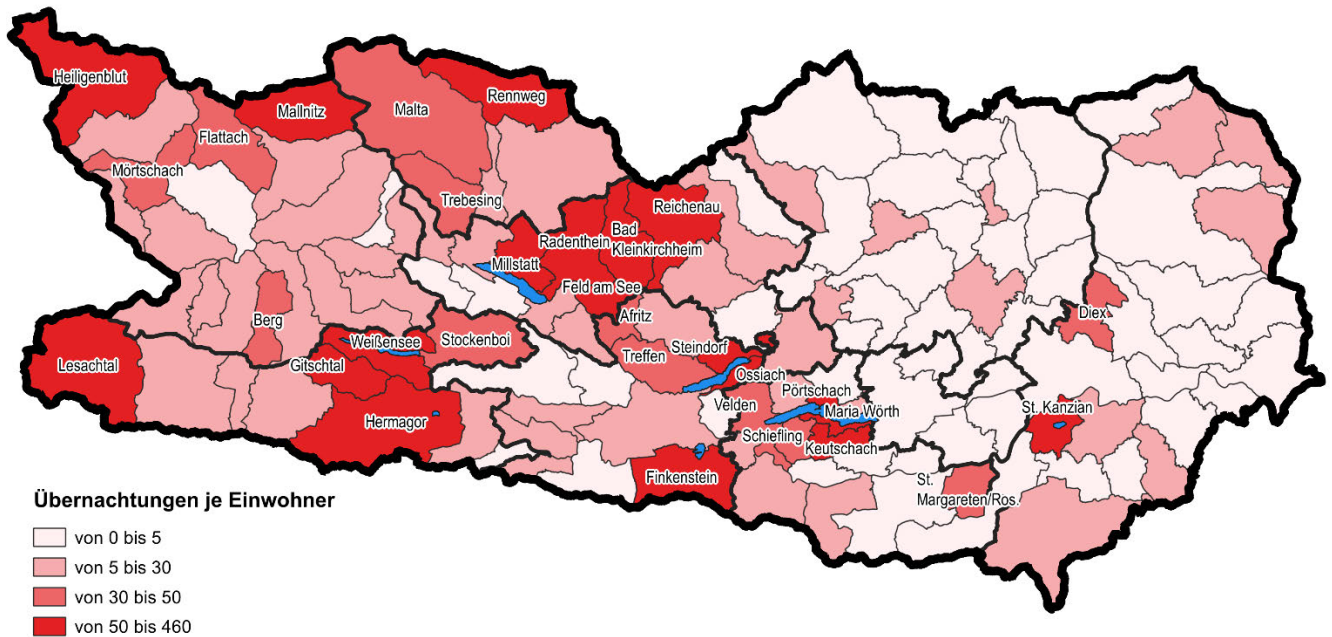 Heiligenblut
Mallnitz
Rennweg
Malta
Flattach
Mörtschach
Trebesing
Reichenau
Radenthein
Bad
Kleinkirchheim
Millstatt
Feld am See
Berg
Afritz
Weißensee
Stockenboi
Steindorf
Treffen
Diex
Lesachtal
Gitschtal
Ossiach
Pörtschach
Velden
Maria Wörth
St. Kanzian
Hermagor
Schiefling
Keutschach
Finkenstein
St.
Margareten/Ros.
Übernachtungen je Einwohner
von 0 bis 5
von 5 bis 30
von 30 bis 50
von 50 bis 460